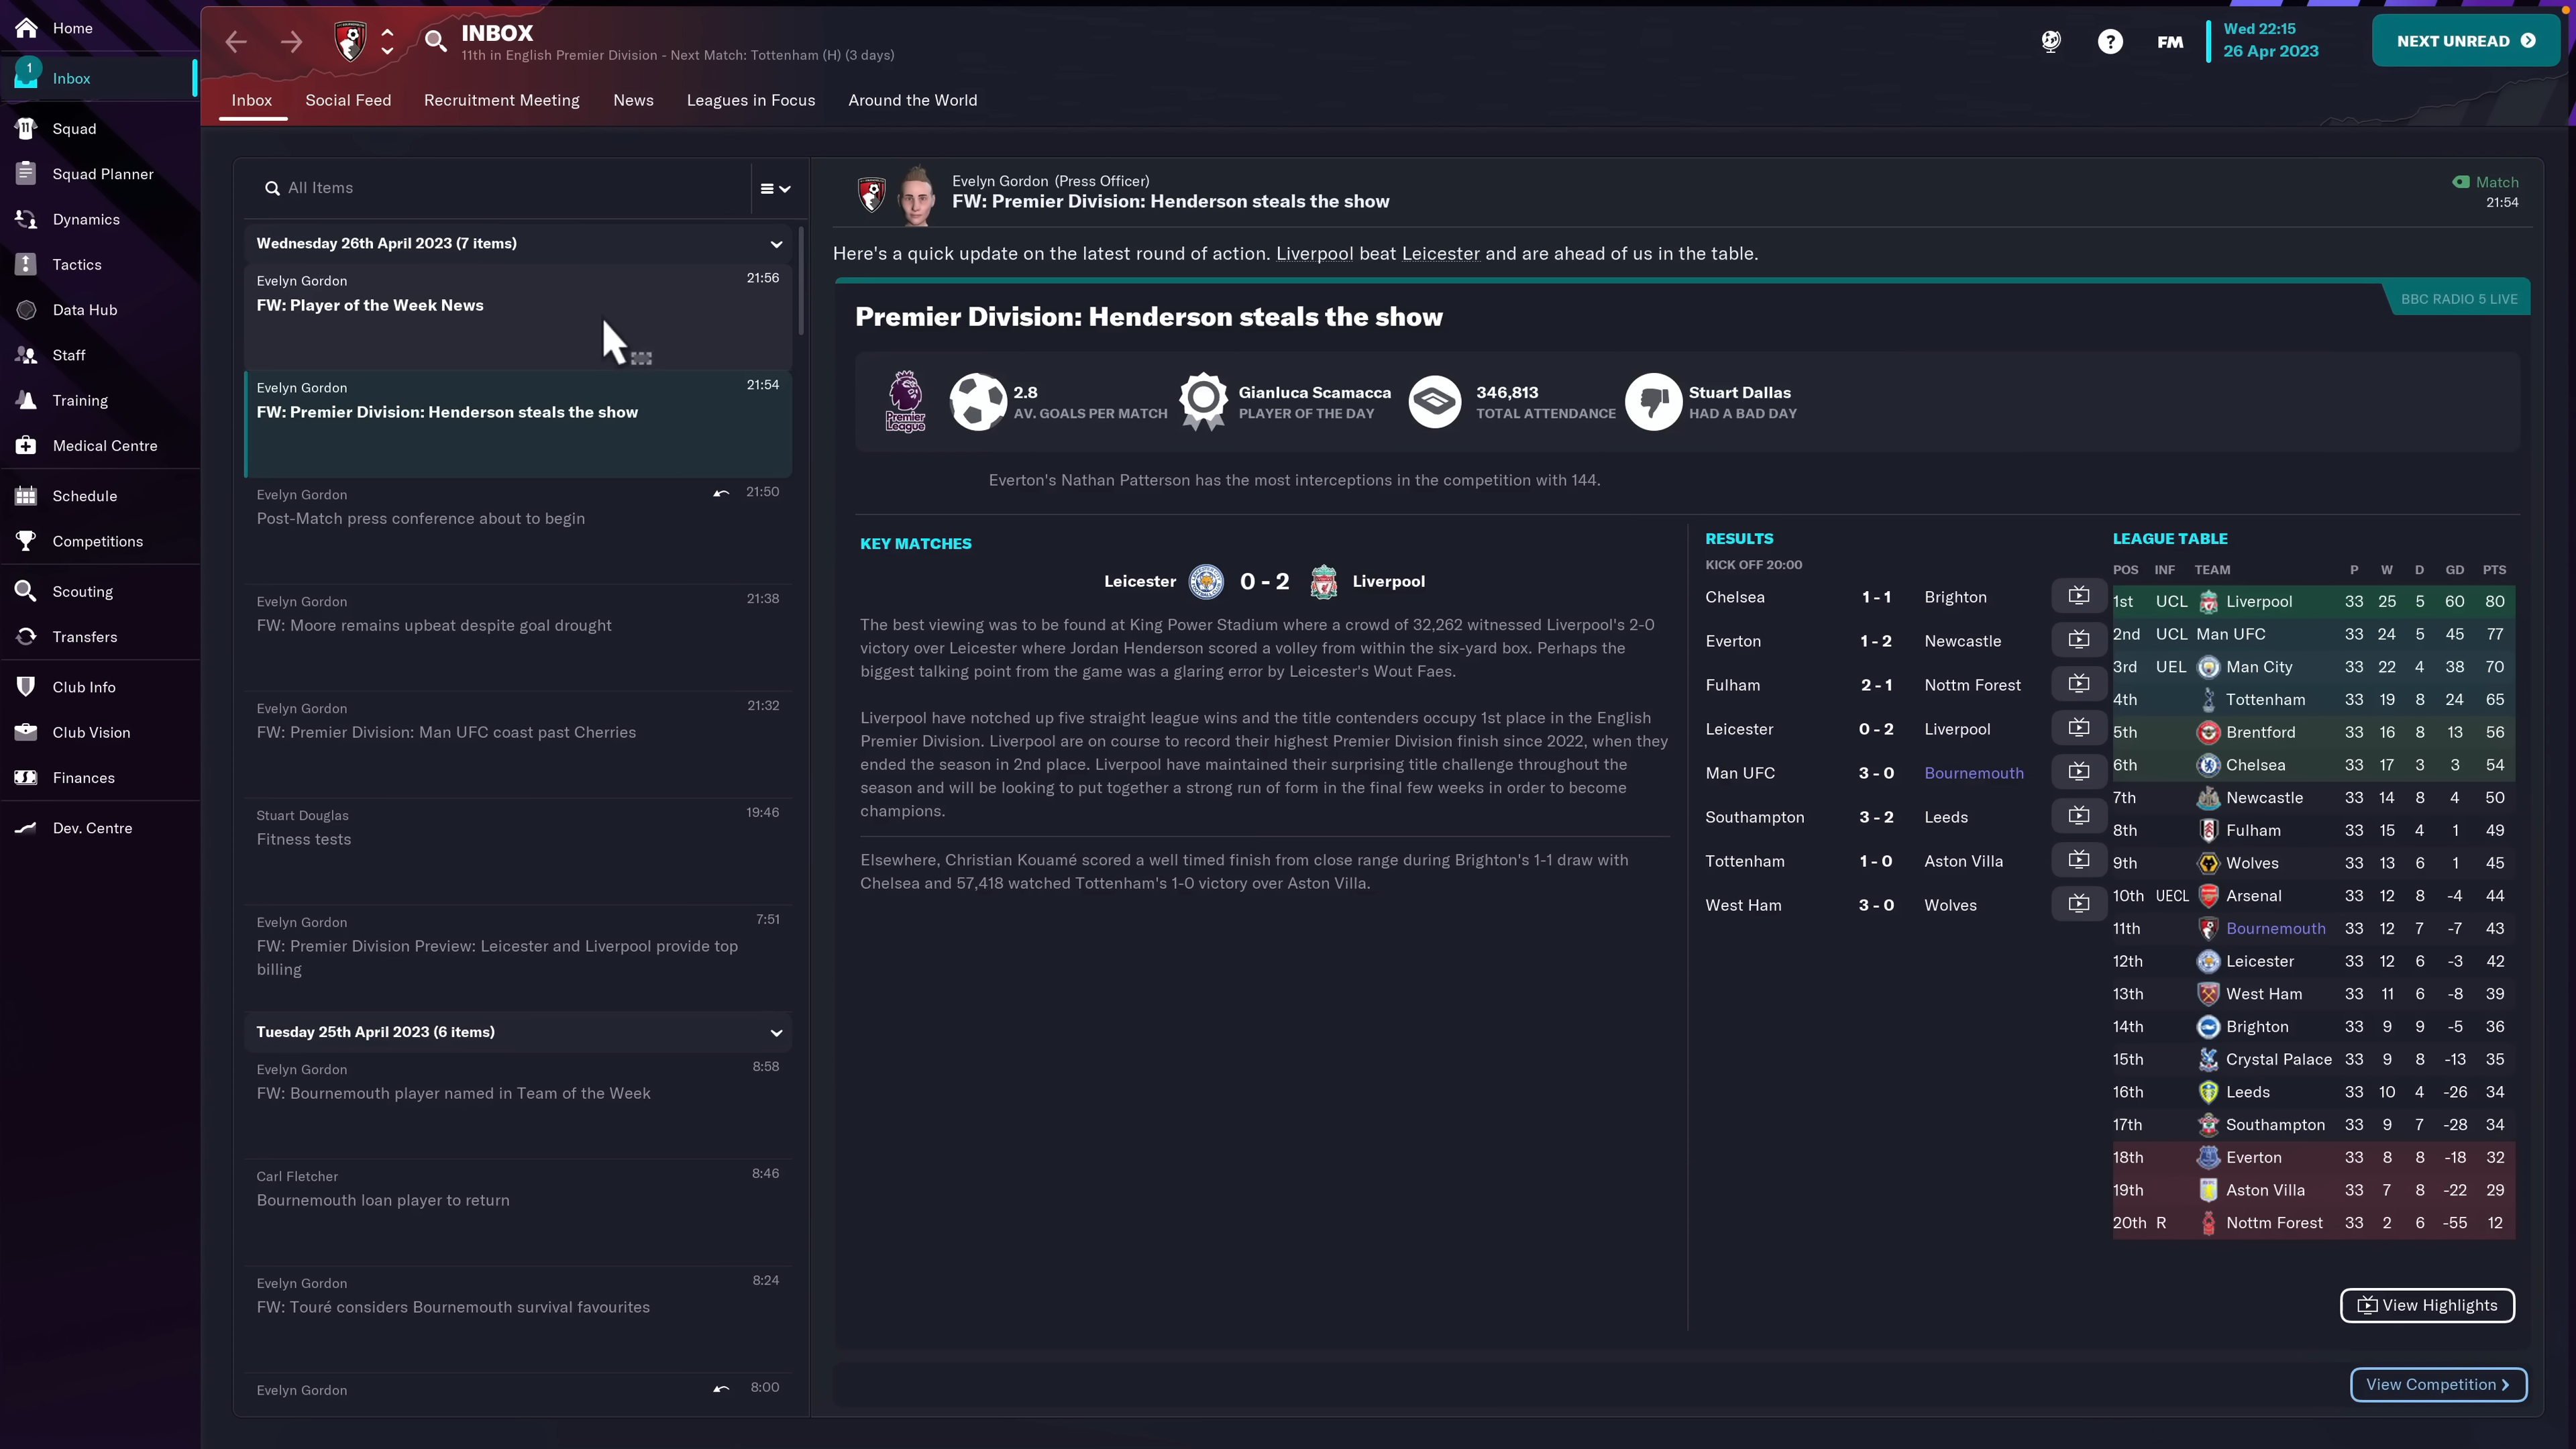 Home
1
Inbox
Squad
Squad Planner
Dynamics
Tactics
Data Hub
Staff
Training
Medical Centre
Schedule
Competitions
Scouting
Transfers
Club Info
Club Vision
Finances
Dev. Centre
INBOX
11th in English Premier Division - Next Match: Tottenham (H) (3 days)
FM
Wed 22:15
26 Apr 2023
NEXT UNREAD
Inbox Social Feed Recruitment Meeting News Leagues in Focus Around the World
All Items
Wednesday 26th April 2023 (7 items)
Evelyn Gordon 21:56
FW: Player of the Week News
Evelyn Gordon 21:54
FW: Premier Division: Henderson steals the show
Evelyn Gordon 21:50
Post-Match press conference about to begin
Evelyn Gordon 21:38
FW: Moore remains upbeat despite goal drought
Evelyn Gordon 21:32
FW: Premier Division: Man UFC coast past Cherries
Stuart Douglas 19:46
Fitness tests
Evelyn Gordon 7:51
FW: Premier Division Preview: Leicester and Liverpool provide top
billing
Tuesday 25th April 2023 (6 items)
Evelyn Gordon 8:58
FW: Bournemouth player named in Team of the Week
Carl Fletcher 8:46
Bournemouth loan player to return
Evelyn Gordon 8:24
FW: Touré considers Bournemouth survival favourites
Evelyn Gordon 8:00
Evelyn Gordon (Press Officer)
FW: Premier Division: Henderson steals the show
Match
21:54
Here's a quick update on the latest round of action. Liverpool beat Leicester and are ahead of us in the table.
BBC RADIO 5 LIVE
Premier Division: Henderson steals the show
Premier League
2.8
AV. GOALS PER MATCH
Gianluca Scamacca
PLAYER OF THE DAY
346,813
TOTAL ATTENDANCE
Stuart Dallas
HAD A BAD DAY
Everton's Nathan Patterson has the most interceptions in the competition with 144.
KEY MATCHES
Leicester 0 - 2 Liverpool
The best viewing was to be found at King Power Stadium where a crowd of 32,262 witnessed Liverpool's 2-0
victory over Leicester where Jordan Henderson scored a volley from within the six-yard box. Perhaps the
biggest talking point from the game was a glaring error by Leicester's Wout Faes.
Liverpool have notched up five straight league wins and the title contenders occupy 1st place in the English
Premier Division. Liverpool are on course to record their highest Premier Division finish since 2022, when they
ended the season in 2nd place. Liverpool have maintained their surprising title challenge throughout the
season and will be looking to put together a strong run of form in the final few weeks in order to become
champions.
Elsewhere, Christian Kouamé scored a well timed finish from close range during Brighton's 1-1 draw with
Chelsea and 57,418 watched Tottenham's 1-0 victory over Aston Villa.
RESULTS
KICK OFF 20:00
Chelsea 1 - 1 Brighton
Everton 1 - 2 Newcastle
Fulham 2 - 1 Nottm Forest
Leicester 0 - 2 Liverpool
Man UFC 3 - 0 Bournemouth
Southampton 3 - 2 Leeds
Tottenham 1 - 0 Aston Villa
West Ham 3 - 0 Wolves
LEAGUE TABLE
POS INF TEAM P W D GD PTS
1st UCL Liverpool 33 25 5 60 80
2nd UCL Man UFC 33 24 5 45 77
3rd UEL Man City 33 22 4 38 70
4th Tottenham 33 19 8 24 65
5th Brentford 33 16 8 13 56
6th Chelsea 33 17 3 3 54
7th Newcastle 33 14 8 4 50
8th Fulham 33 15 4 1 49
9th Wolves 33 13 6 1 45
10th UECL Arsenal 33 12 8 -4 44
11th Bournemouth 33 12 7 -7 43
12th Leicester 33 12 6 -3 42
13th West Ham 33 11 6 -8 39
14th Brighton 33 9 9 -5 36
15th Crystal Palace 33 9 8 -13 35
16th Leeds 33 10 4 -26 34
17th Southampton 33 9 7 -28 34
18th Everton 33 8 8 -18 32
19th Aston Villa 33 7 8 -22 29
20th R Nottm Forest 33 2 6 -55 12
View Highlights
View Competition